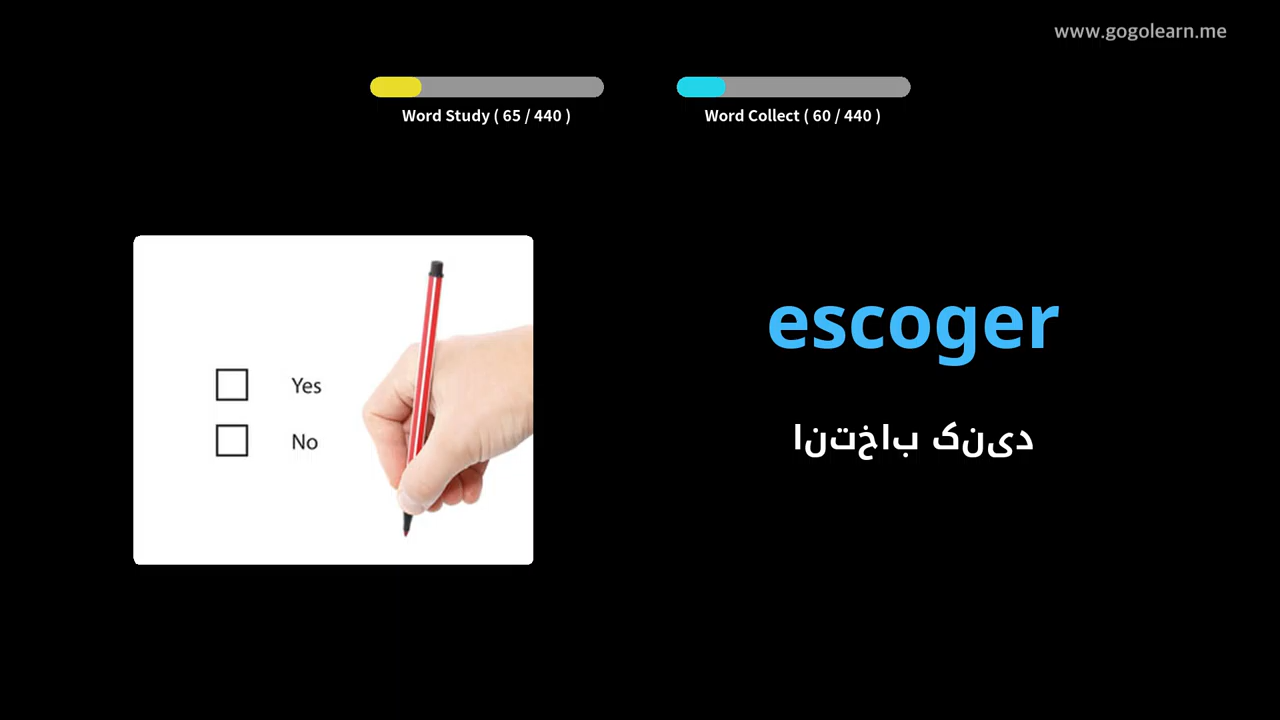 www.gogolearn.me
Word Study ( 65 / 440 )
Word Collect ( 60 / 440 )
Yes
No
escoger
انتخاب کنید